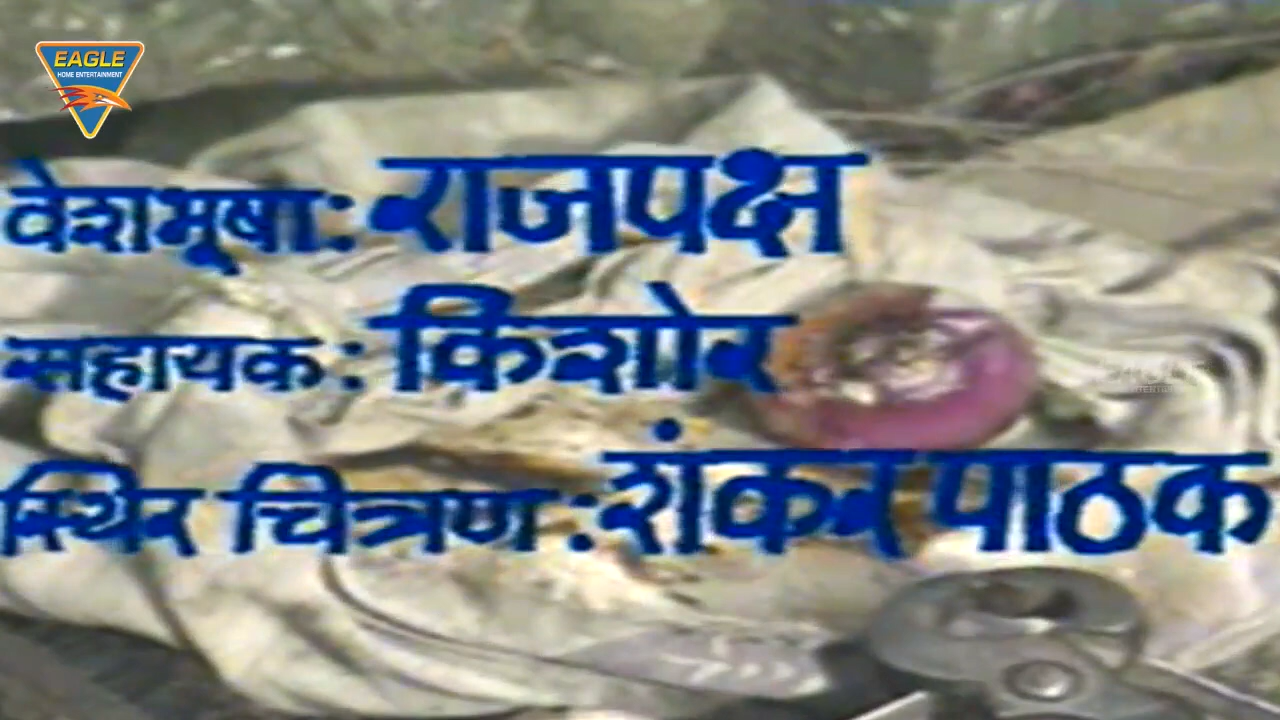 EAGLE
HOME ENTERTAINMENT
वेशभूषा: राजपक्ष
सहायक: किशोर
स्थिर चित्रण: शंकर पाठक